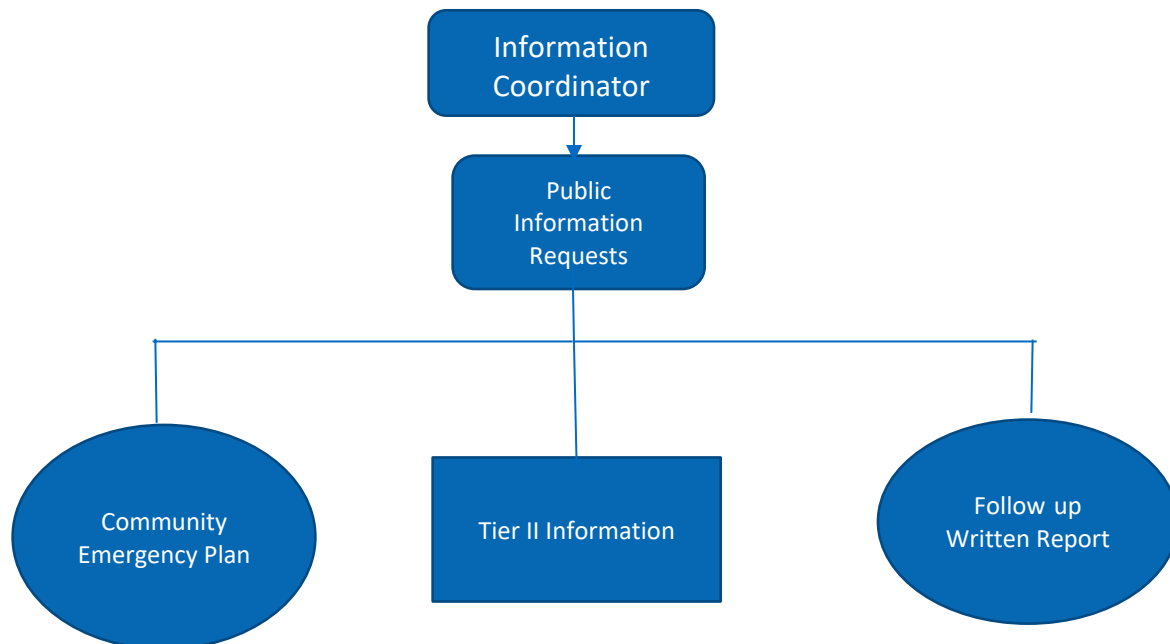 Information
Coordinator
Public
Information
Requests
Community
Emergency Plan
Tier II Information
Follow up
Written Report